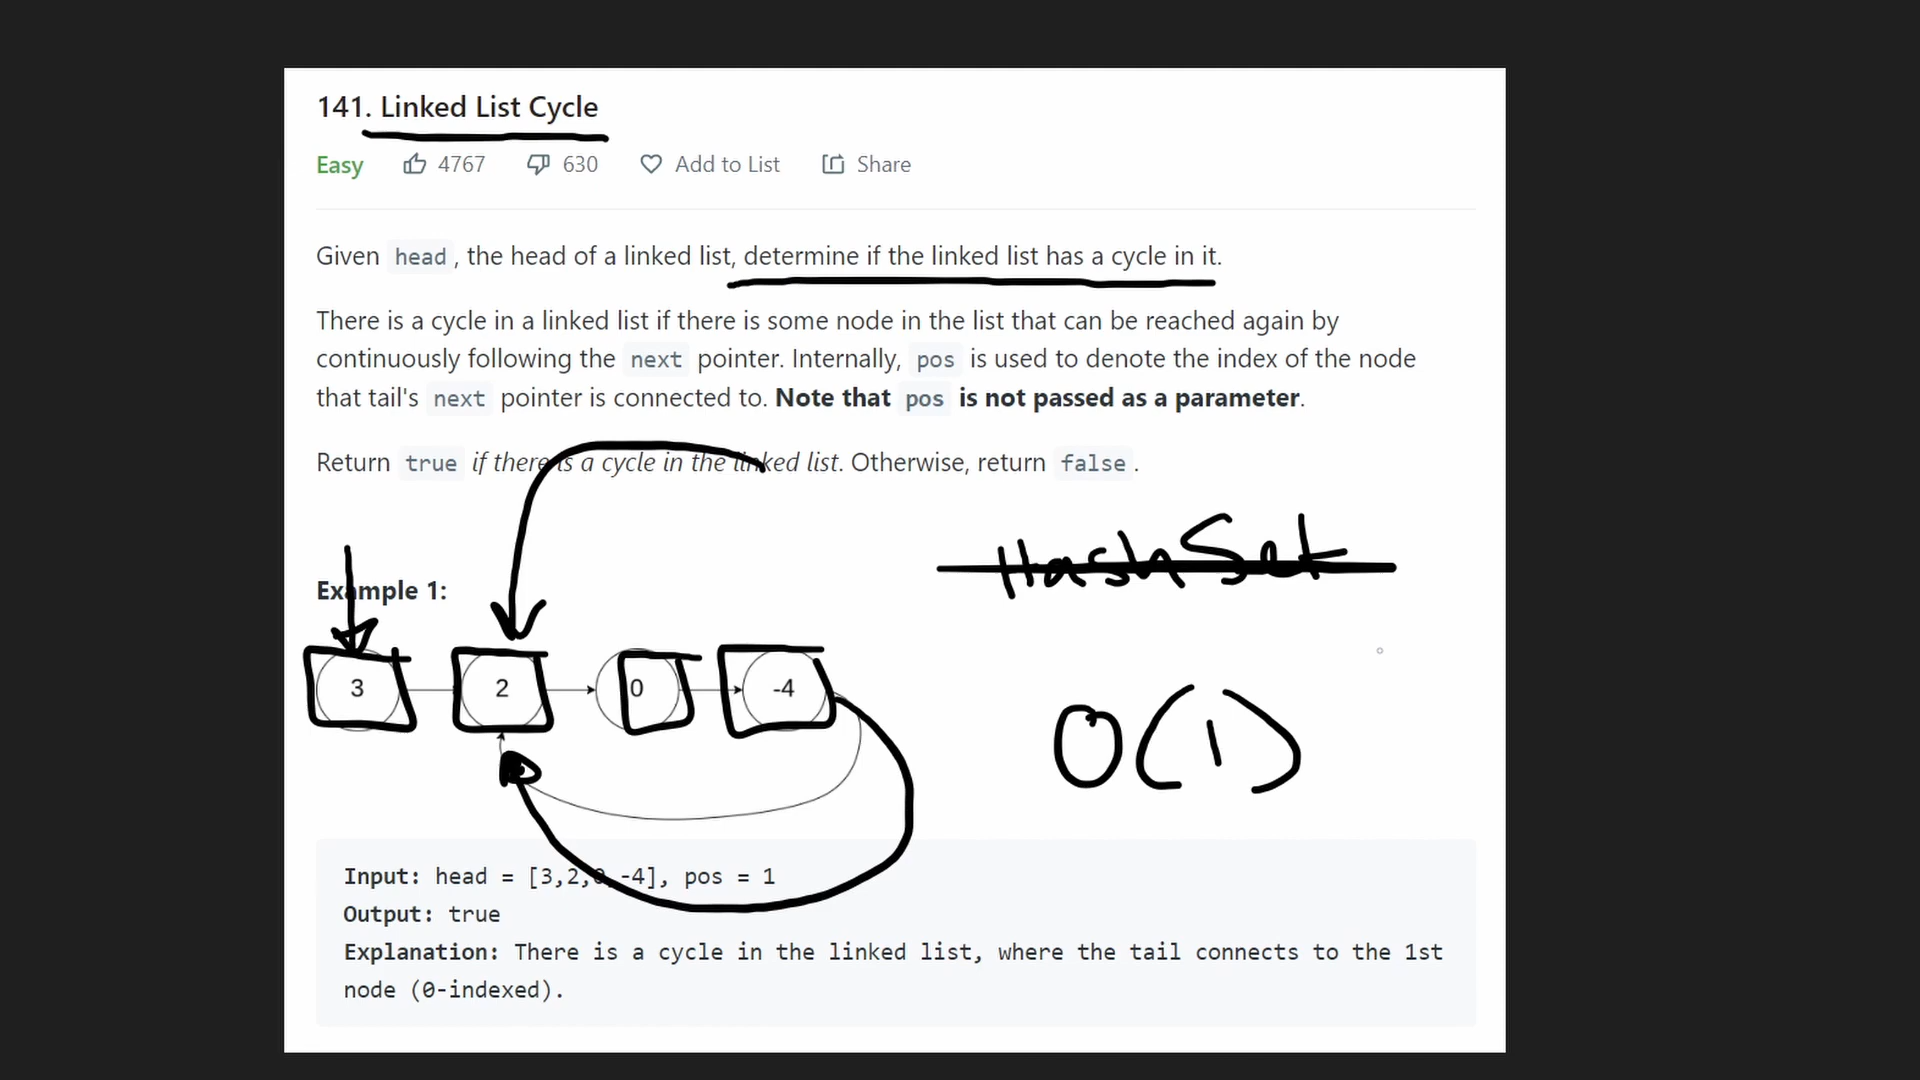 141. Linked List Cycle
Easy 4767 630 Add to List Share
Given head, the head of a linked list, determine if the linked list has a cycle in it.
There is a cycle in a linked list if there is some node in the list that can be reached again by
continuously following the next pointer. Internally, pos is used to denote the index of the node
that tail's next pointer is connected to. Note that pos is not passed as a parameter.
Return true if there is a cycle in the linked list. Otherwise, return false.
HashSet
Example 1:
3 2 0 -4
O(1)
Input: head = [3,2,0,-4], pos = 1
Output: true
Explanation: There is a cycle in the linked list, where the tail connects to the 1st
node (0-indexed).